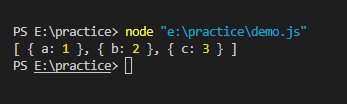 PS E:\practice> node "e:\practice\demo.js"
[ { a: 1 }, { b: 2 }, { c: 3 } ]
PS E:\practice>